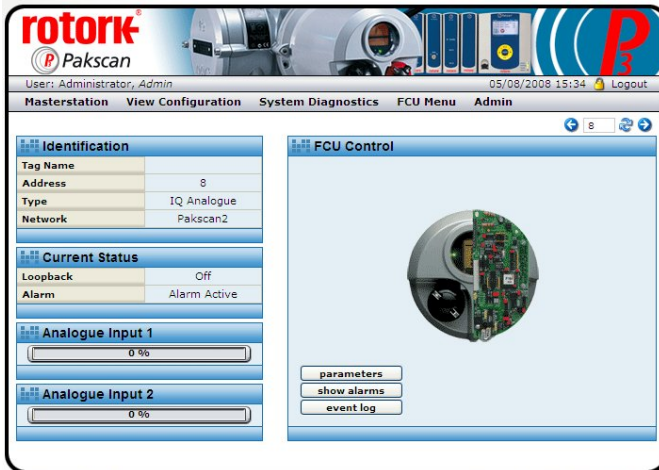 rotork
P Pakscan
P3
User: Administrator, Admin
05/08/2008 15:34 Logout
Masterstation View Configuration System Diagnostics FCU Menu Admin
8
Identification
Tag Name
Address 8
Type IQ Analogue
Network Pakscan2
Current Status
Loopback Off
Alarm Alarm Active
Analogue Input 1
0 %
Analogue Input 2
0 %
FCU Control
parameters
show alarms
event log